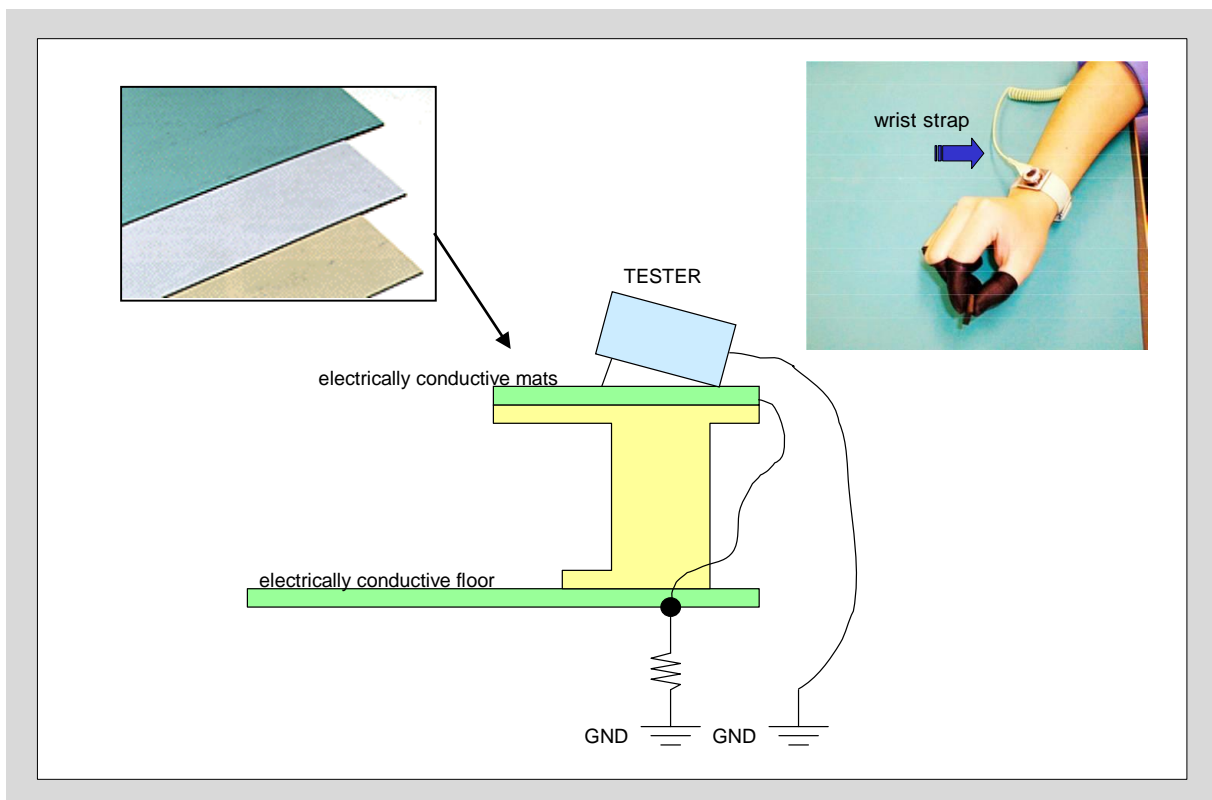 wrist strap
TESTER
electrically conductive mats
electrically conductive floor
GND
GND